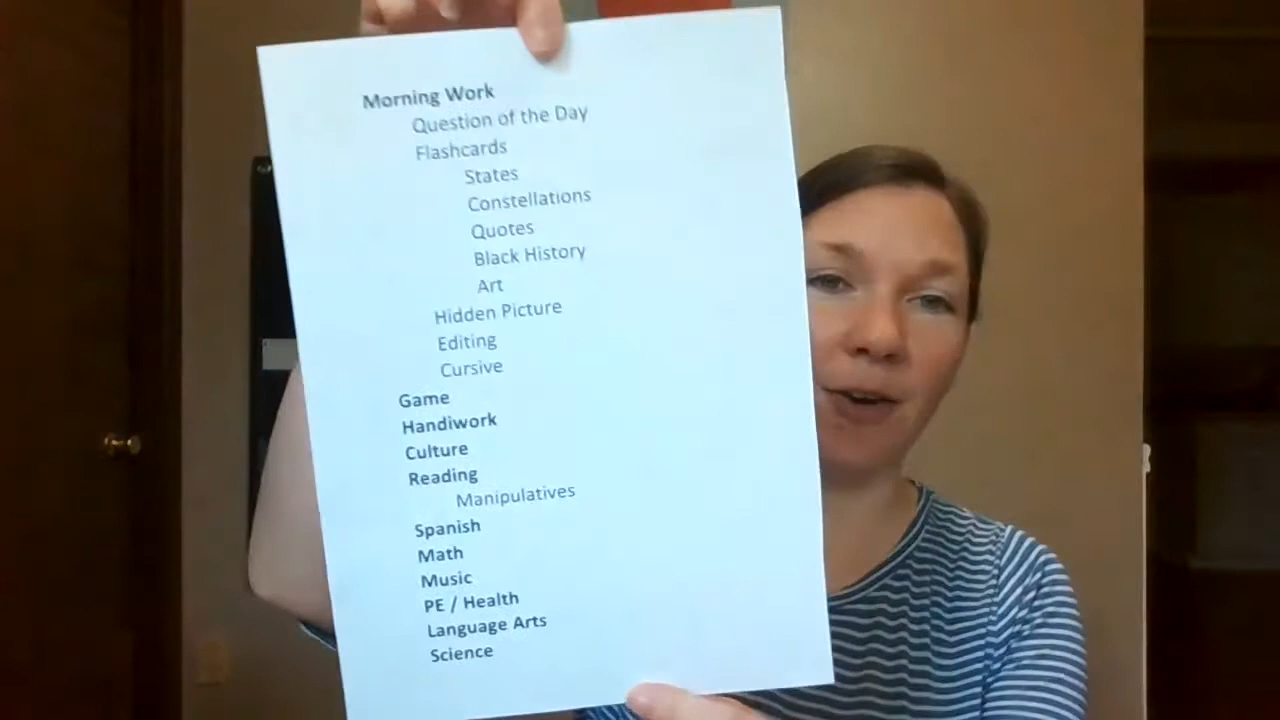 Morning Work
Question of the Day
Flashcards
States
Constellations
Quotes
Black History
Art
Hidden Picture
Editing
Cursive
Game
Handiwork
Culture
Reading
Manipulatives
Spanish
Math
Music
PE / Health
Language Arts
Science